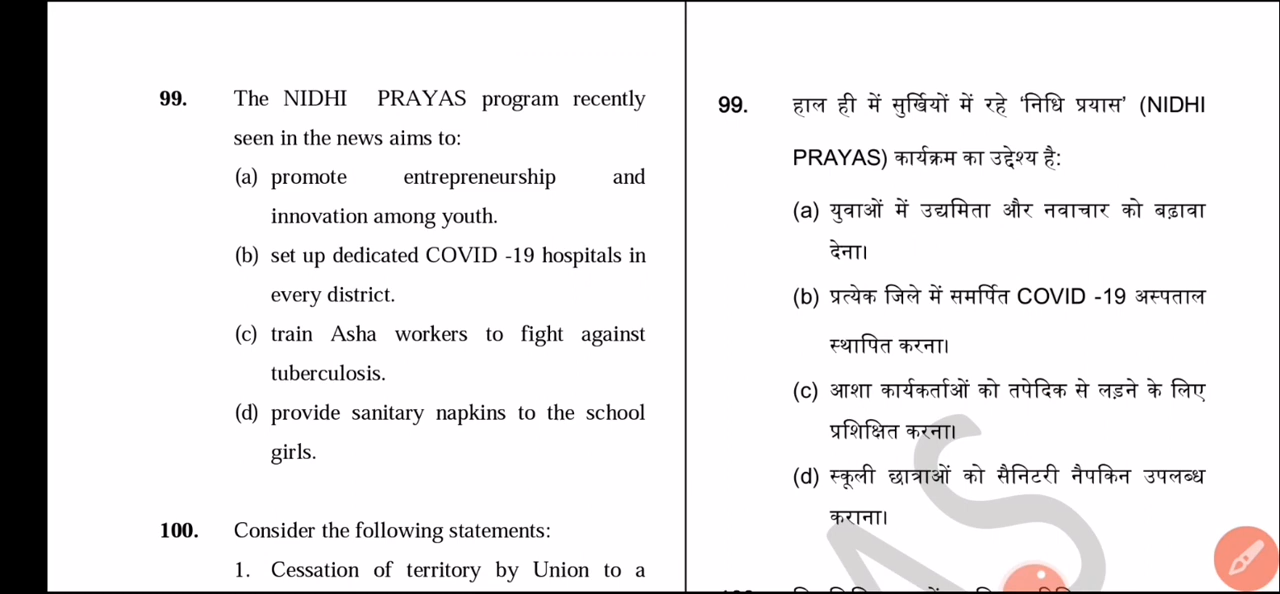 99. The NIDHI PRAYAS program recently
seen in the news aims to:
(a) promote entrepreneurship and
innovation among youth.
(b) set up dedicated COVID -19 hospitals in
every district.
(c) train Asha workers to fight against
tuberculosis.
(d) provide sanitary napkins to the school
girls.
100. Consider the following statements:
1. Cessation of territory by Union to a
99. हाल ही में सुर्खियों में रहे ‘निधि प्रयास’ (NIDHI
PRAYAS) कार्यक्रम का उद्देश्य है:
(a) युवाओं में उद्यमिता और नवाचार को बढ़ावा
देना।
(b) प्रत्येक जिले में समर्पित COVID -19 अस्पताल
स्थापित करना।
(c) आशा कार्यकर्ताओं को तपेदिक से लड़ने के लिए
प्रशिक्षित करना।
(d) स्कूली छात्राओं को सैनिटरी नैपकिन उपलब्ध
कराना।